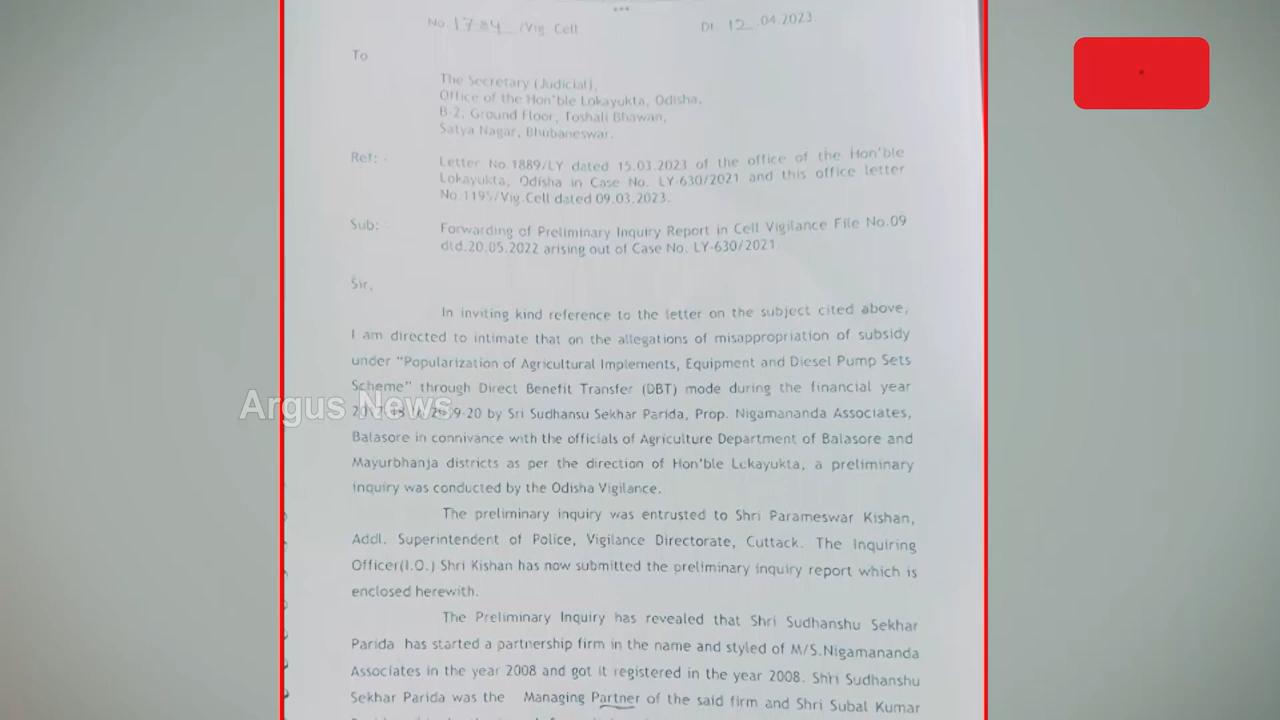 ***
No. 1784 /Vig. Cell Dt. 12 .04.2023
To
The Secretary (Judicial),
Office of the Hon'ble Lokayukta, Odisha,
B-2, Ground Floor, Toshali Bhawan,
Satya Nagar, Bhubaneswar.
Ref: - Letter No.1889/LY dated 15.03.2023 of the office of the Hon'ble
Lokayukta, Odisha in Case No. LY-630/2021 and this office letter
No.1195/Vig.Cell dated 09.03.2023.
Sub: Forwarding of Preliminary Inquiry Report in Cell Vigilance File No.09
dtd.20.05.2022 arising out of Case No. LY-630/2021
Sir,
In inviting kind reference to the letter on the subject cited above,
I am directed to intimate that on the allegations of misappropriation of subsidy
under "Popularization of Agricultural Implements, Equipment and Diesel Pump Sets
Scheme" through Direct Benefit Transfer (DBT) mode during the financial year
by Sri Sudhansu Sekhar Parida, Prop. Nigamananda Associates,
Argus News
Balasore in connivance with the officials of Agriculture Department of Balasore and
Mayurbhanja districts as per the direction of Hon'ble Lokayukta, a preliminary
inquiry was conducted by the Odisha Vigilance.
The preliminary inquiry was entrusted to Shri Parameswar Kishan,
Addl. Superintendent of Police, Vigilance Directorate, Cuttack. The Inquiring
Officer(I.O.) Shri Kishan has now submitted the preliminary inquiry report which is
enclosed herewith.
The Preliminary Inquiry has revealed that Shri Sudhanshu Sekhar
Parida has started a partnership firm in the name and styled of M/S.Nigamananda
Associates in the year 2008 and got it registered in the year 2008. Shri Sudhanshu
Sekhar Parida was the Managing Partner of the said firm and Shri Subal Kumar